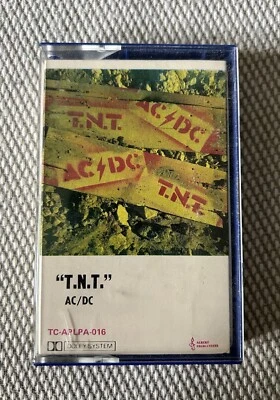 T.N.T.
AC⚡DC
AC⚡DC
T.N.T.
"T.N.T."
AC/DC
TC-APLPA-016
DOLBY SYSTEM